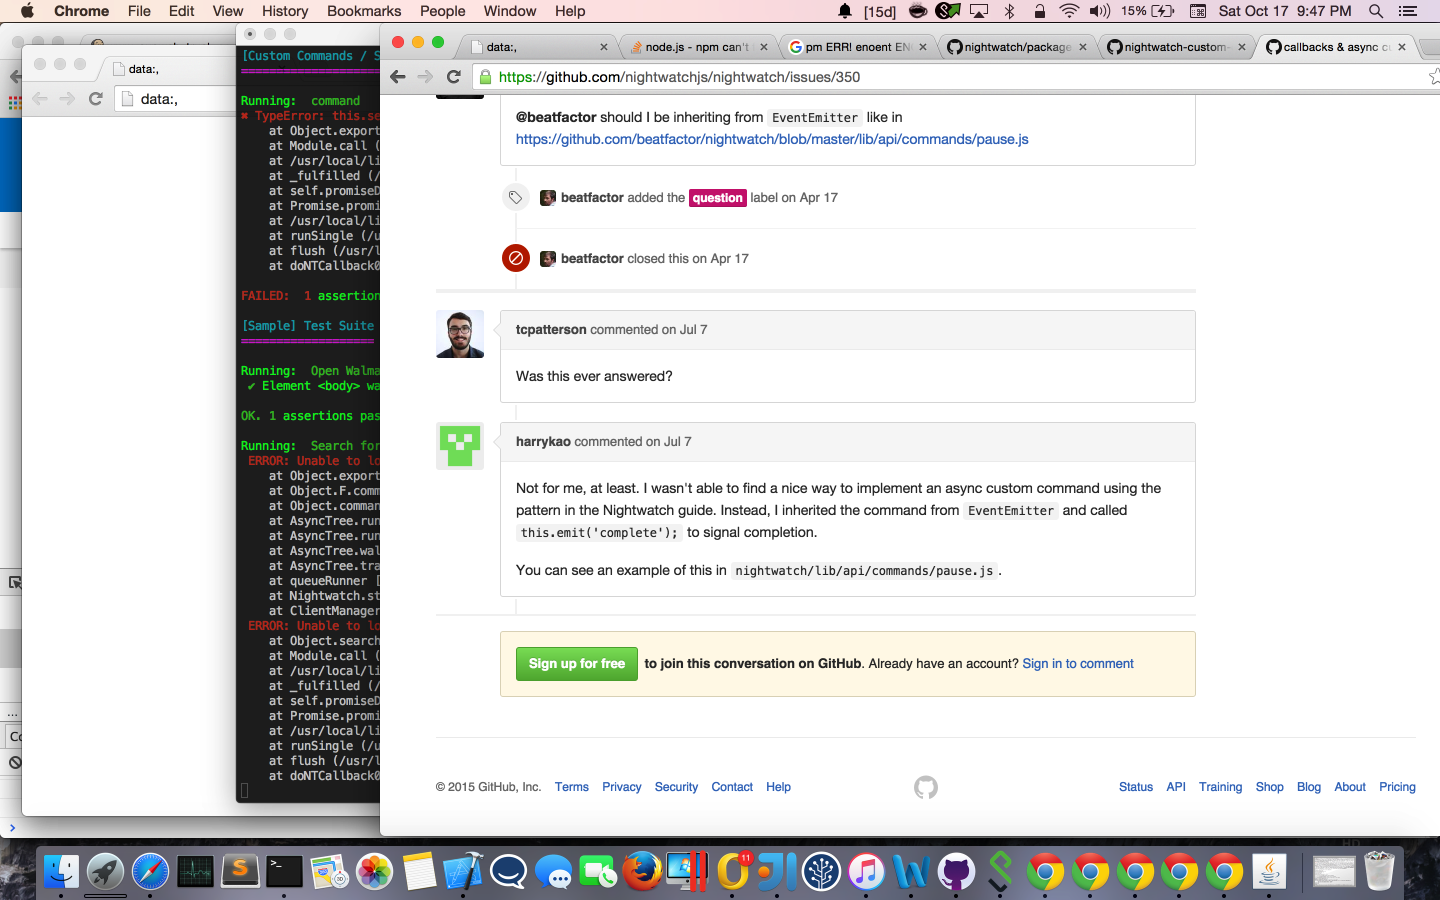 Chrome File Edit View History Bookmarks People Window Help
[15d] 15% Sat Oct 17 9:47 PM
data:,
data:,
[Custom Commands / S
Running: command
✖ TypeError: this.se
at Object.export
at Module.call (
at /usr/local/li
at _fulfilled (/
at self.promiseD
at Promise.promi
at /usr/local/li
at runSingle (/u
at flush (/usr/l
at doNTCallback0
FAILED: 1 assertion
[Sample] Test Suite
Running: Open Walma
✔ Element <body> wa
OK. 1 assertions pas
Running: Search for
ERROR: Unable to lo
at Object.export
at Object.F.comm
at Object.comman
at AsyncTree.run
at AsyncTree.run
at AsyncTree.wal
at AsyncTree.tra
at queueRunner [
at Nightwatch.st
at ClientManager
ERROR: Unable to lo
at Object.search
at Module.call (
at /usr/local/li
at _fulfilled (/
at self.promiseD
at Promise.promi
at /usr/local/li
at runSingle (/u
at flush (/usr/l
at doNTCallback0
data:, node.js - npm can't pm ERR! enoent EN nightwatch/package nightwatch-custom- callbacks & async c
https://github.com/nightwatchjs/nightwatch/issues/350
@beatfactor should I be inheriting from EventEmitter like in
https://github.com/beatfactor/nightwatch/blob/master/lib/api/commands/pause.js
beatfactor added the question label on Apr 17
beatfactor closed this on Apr 17
tcpatterson commented on Jul 7
Was this ever answered?
harrykao commented on Jul 7
Not for me, at least. I wasn't able to find a nice way to implement an async custom command using the
pattern in the Nightwatch guide. Instead, I inherited the command from EventEmitter and called
this.emit('complete'); to signal completion.
You can see an example of this in nightwatch/lib/api/commands/pause.js.
Sign up for free to join this conversation on GitHub. Already have an account? Sign in to comment
© 2015 GitHub, Inc. Terms Privacy Security Contact Help
Status API Training Shop Blog About Pricing
...
Co
11